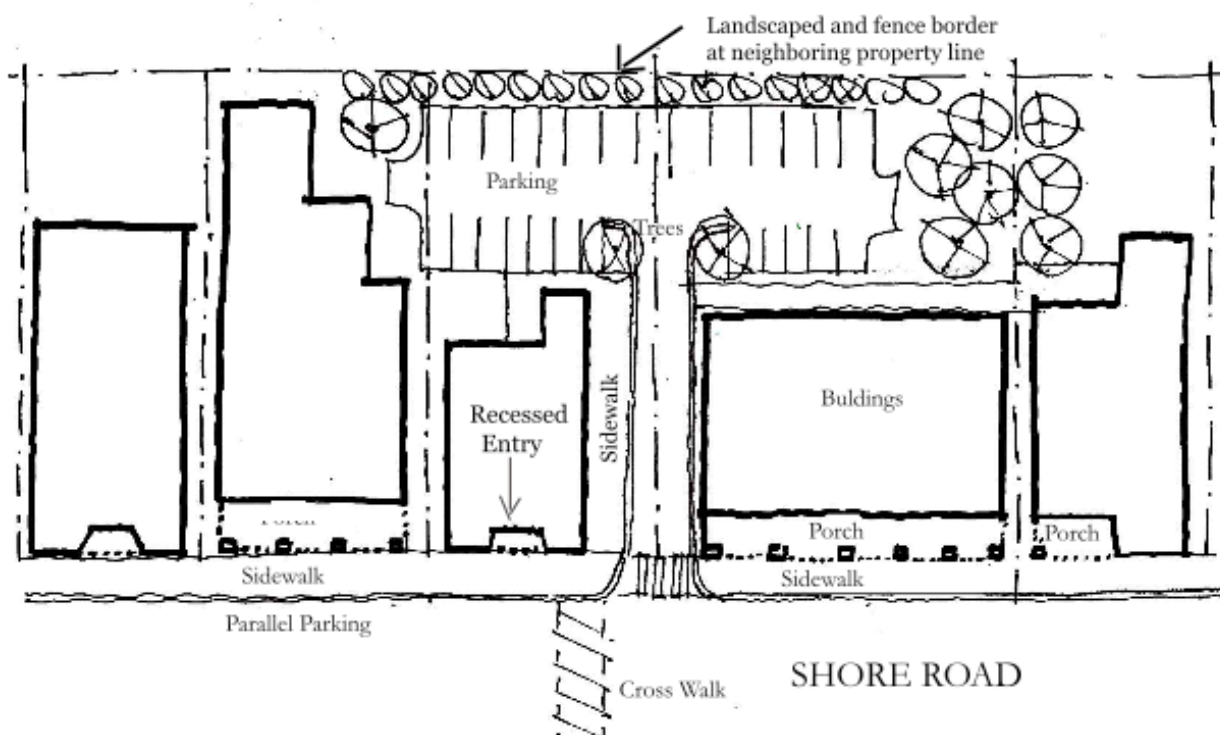 Landscaped and fence border
at neighboring property line
Parking
Trees
Recessed
Entry
Sidewalk
Buldings
Porch
Porch
Porch
Sidewalk
Sidewalk
Parallel Parking
SHORE ROAD
Cross Walk